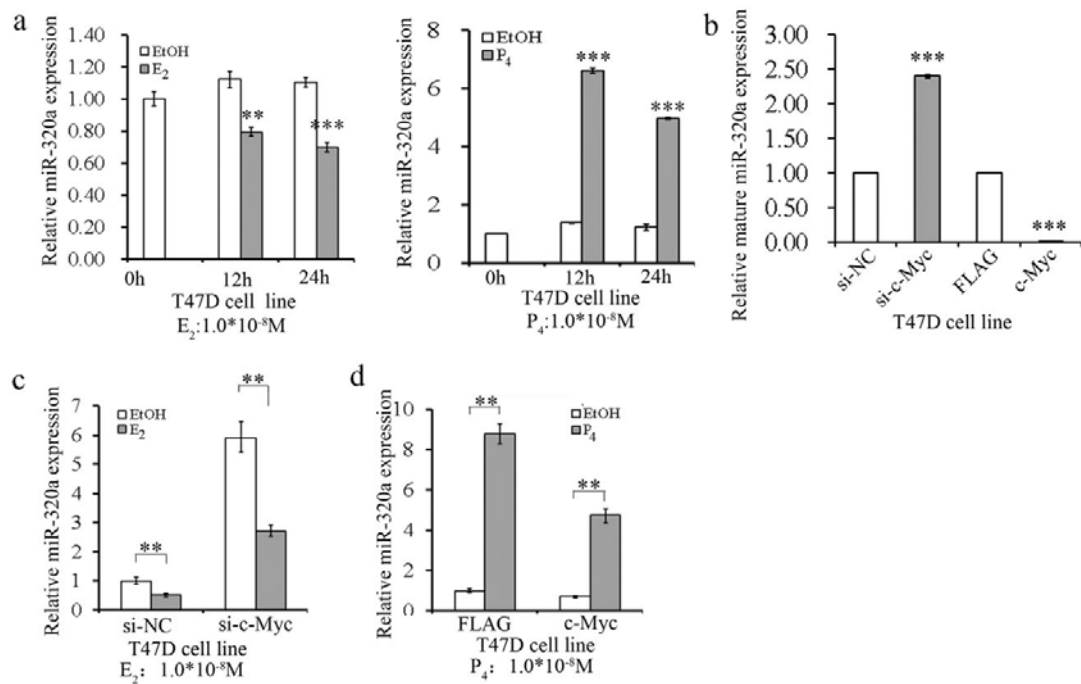 a
Relative miR-320a expression
EtOH
E₂
1.40
1.20
1.00
0.80
0.60
0.40
0.20
0.00
**
***
0h 12h 24h
T47D cell line
E₂:1.0*10⁻⁸M
Relative miR-320a expression
EtOH
P₄
8
6
4
2
0
***
***
0h 12h 24h
T47D cell line
P₄:1.0*10⁻⁸M
b
Relative mature miR-320a expression
3.00
2.50
2.00
1.50
1.00
0.50
0.00
***
***
si-NC si-c-Myc FLAG c-Myc
T47D cell line
c
Relative miR-320a expression
EtOH
E₂
7
6
5
4
3
2
1
0
**
**
si-NC si-c-Myc
T47D cell line
E₂: 1.0*10⁻⁸M
d
Relative miR-320a expression
EtOH
P₄
10
8
6
4
2
0
**
**
FLAG c-Myc
T47D cell line
P₄: 1.0*10⁻⁸M